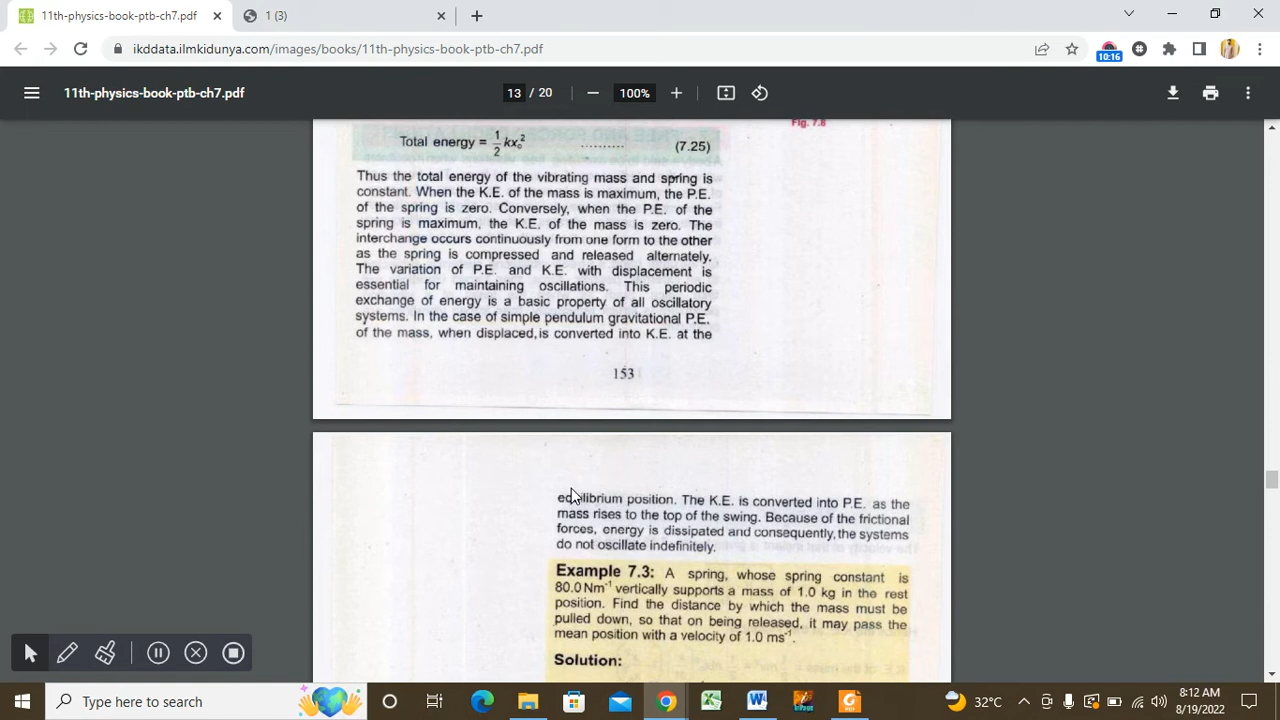 11th-physics-book-ptb-ch7.pdf
1 (3)
ikddata.ilmkidunya.com/images/books/11th-physics-book-ptb-ch7.pdf
10:16
11th-physics-book-ptb-ch7.pdf
13 / 20
100%
Fig. 7.8
Total energy = 1/2 kx₀² .......... (7.25)
Thus the total energy of the vibrating mass and spring is
constant. When the K.E. of the mass is maximum, the P.E.
of the spring is zero. Conversely, when the P.E. of the
spring is maximum, the K.E. of the mass is zero. The
interchange occurs continuously from one form to the other
as the spring is compressed and released alternately.
The variation of P.E. and K.E. with displacement is
essential for maintaining oscillations. This periodic
exchange of energy is a basic property of all oscillatory
systems. In the case of simple pendulum gravitational P.E.
of the mass, when displaced, is converted into K.E. at the
153
equilibrium position. The K.E. is converted into P.E. as the
mass rises to the top of the swing. Because of the frictional
forces, energy is dissipated and consequently, the systems
do not oscillate indefinitely.
Example 7.3: A spring, whose spring constant is
80.0 Nm⁻¹ vertically supports a mass of 1.0 kg in the rest
position. Find the distance by which the mass must be
pulled down, so that on being released, it may pass the
mean position with a velocity of 1.0 ms⁻¹.
Solution:
Type here to search
32°C
8:12 AM
8/19/2022